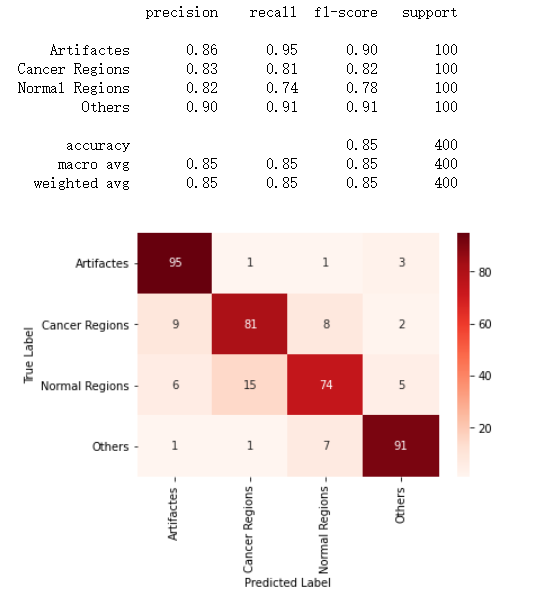 precision recall f1-score support
Artifactes 0.86 0.95 0.90 100
Cancer Regions 0.83 0.81 0.82 100
Normal Regions 0.82 0.74 0.78 100
Others 0.90 0.91 0.91 100
accuracy 0.85 400
macro avg 0.85 0.85 0.85 400
weighted avg 0.85 0.85 0.85 400
True Label
Artifactes 95 1 1 3
Cancer Regions 9 81 8 2
Normal Regions 6 15 74 5
Others 1 1 7 91
Artifactes
Cancer Regions
Normal Regions
Others
Predicted Label
80
60
40
20